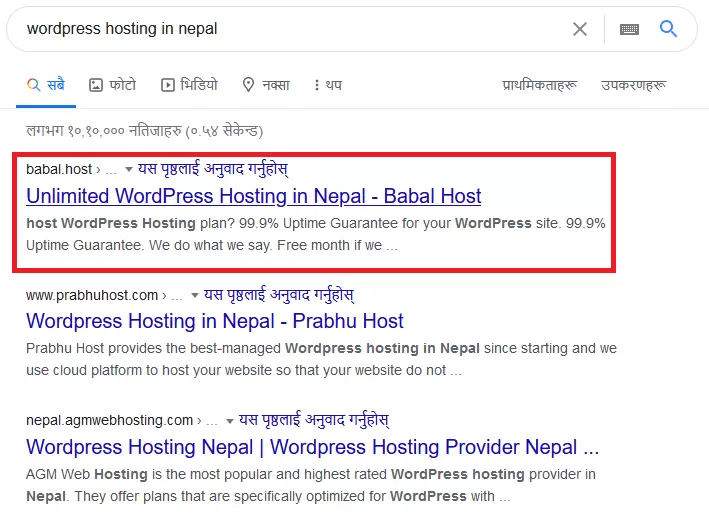 wordpress hosting in nepal
सबै फोटो भिडियो नक्सा थप प्राथमिकताहरू उपकरणहरू
लगभग १०,१०,००० नतिजाहरु (०.५४ सेकेन्ड)
babal.host › ... यस पृष्ठलाई अनुवाद गर्नुहोस्
Unlimited WordPress Hosting in Nepal - Babal Host
host WordPress Hosting plan? 99.9% Uptime Guarantee for your WordPress site. 99.9%
Uptime Guarantee. We do what we say. Free month if we ...
www.prabhuhost.com › ... यस पृष्ठलाई अनुवाद गर्नुहोस्
Wordpress Hosting in Nepal - Prabhu Host
Prabhu Host provides the best-managed Wordpress hosting in Nepal since starting and we
use cloud platform to host your website so that your website do not ...
nepal.agmwebhosting.com › ... यस पृष्ठलाई अनुवाद गर्नुहोस्
Wordpress Hosting Nepal | Wordpress Hosting Provider Nepal ...
AGM Web Hosting is the most popular and highest rated WordPress hosting provider in
Nepal. They offer plans that are specifically optimized for WordPress with ...